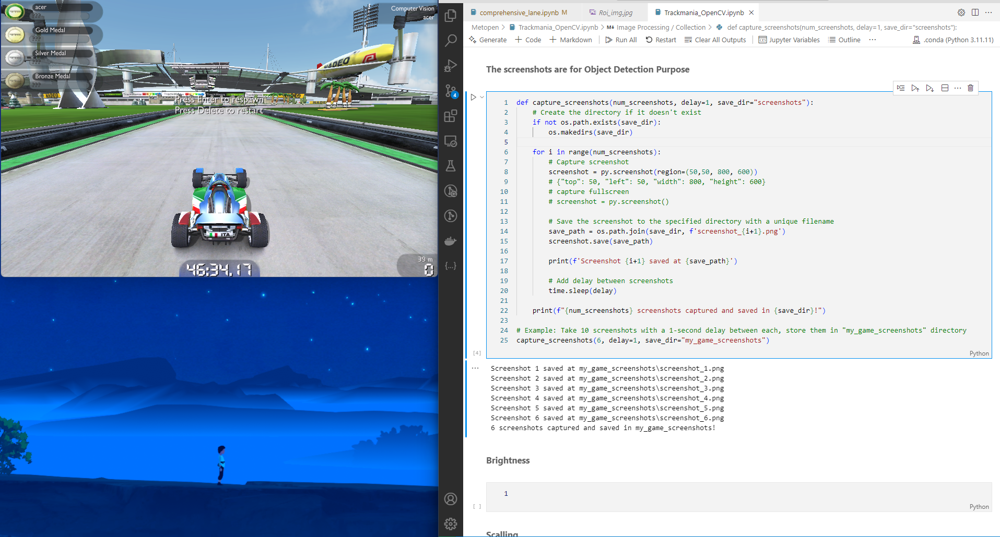 acer
???
Gold Medal
???
Silver Medal
???
Bronze Medal
???
Computer Vision
acer
NADEO
NADEO
TrackMania
NADEO
Press Enter to respawn
Press Delete to restart
ITA
39 m
0
46:34.17
comprehensive_lane.ipynb M
Roi_img.jpg
Trackmania_OpenCV.ipynb
Metopen > Trackmania_OpenCV.ipynb > M↓ Image Processing / Collection > def capture_screenshots(num_screenshots, delay=1, save_dir="screenshots"):
Generate + Code + Markdown Run All Restart Clear All Outputs Jupyter Variables Outline ... .conda (Python 3.11.11)
4
The screenshots are for Object Detection Purpose
1 def capture_screenshots(num_screenshots, delay=1, save_dir="screenshots"):
2     # Create the directory if it doesn't exist
3     if not os.path.exists(save_dir):
4         os.makedirs(save_dir)
5
6     for i in range(num_screenshots):
7         # Capture screenshot
8         screenshot = py.screenshot(region=(50,50, 800, 600))
9         # {"top": 50, "left": 50, "width": 800, "height": 600}
10         # capture fullscreen
11         # screenshot = py.screenshot()
12
13         # Save the screenshot to the specified directory with a unique filename
14         save_path = os.path.join(save_dir, f'screenshot_{i+1}.png')
15         screenshot.save(save_path)
16
17         print(f'Screenshot {i+1} saved at {save_path}')
18
19         # Add delay between screenshots
20         time.sleep(delay)
21
22     print(f"{num_screenshots} screenshots captured and saved in {save_dir}!")
23
24 # Example: Take 10 screenshots with a 1-second delay between each, store them in "my_game_screenshots" directory
25 capture_screenshots(6, delay=1, save_dir="my_game_screenshots")
[4]
Python
Screenshot 1 saved at my_game_screenshots\screenshot_1.png
Screenshot 2 saved at my_game_screenshots\screenshot_2.png
Screenshot 3 saved at my_game_screenshots\screenshot_3.png
Screenshot 4 saved at my_game_screenshots\screenshot_4.png
Screenshot 5 saved at my_game_screenshots\screenshot_5.png
Screenshot 6 saved at my_game_screenshots\screenshot_6.png
6 screenshots captured and saved in my_game_screenshots!
Brightness
1
[ ]
Python
Scalling